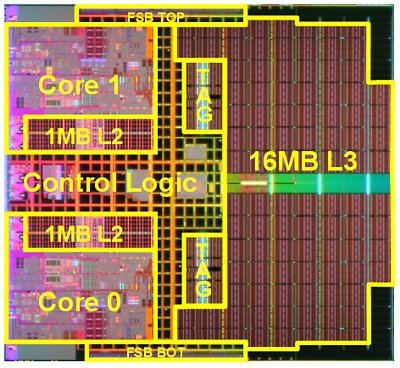 FSB TOP
Core 1
TAG
1MB L2
16MB L3
Control Logic
1MB L2
TAG
Core 0
FSB BOT